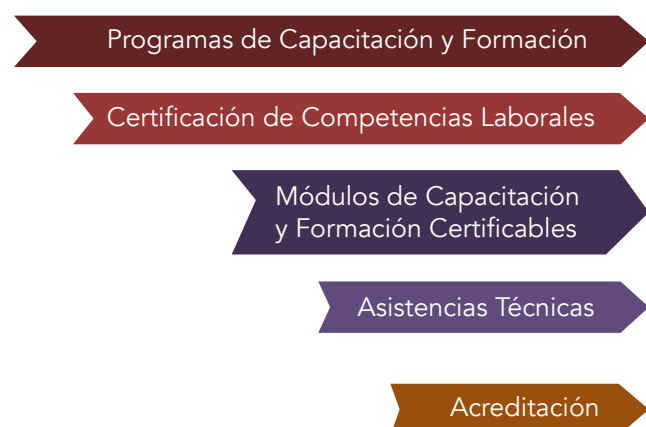 Programas de Capacitación y Formación
Certificación de Competencias Laborales
Módulos de Capacitación
y Formación Certificables
Asistencias Técnicas
Acreditación